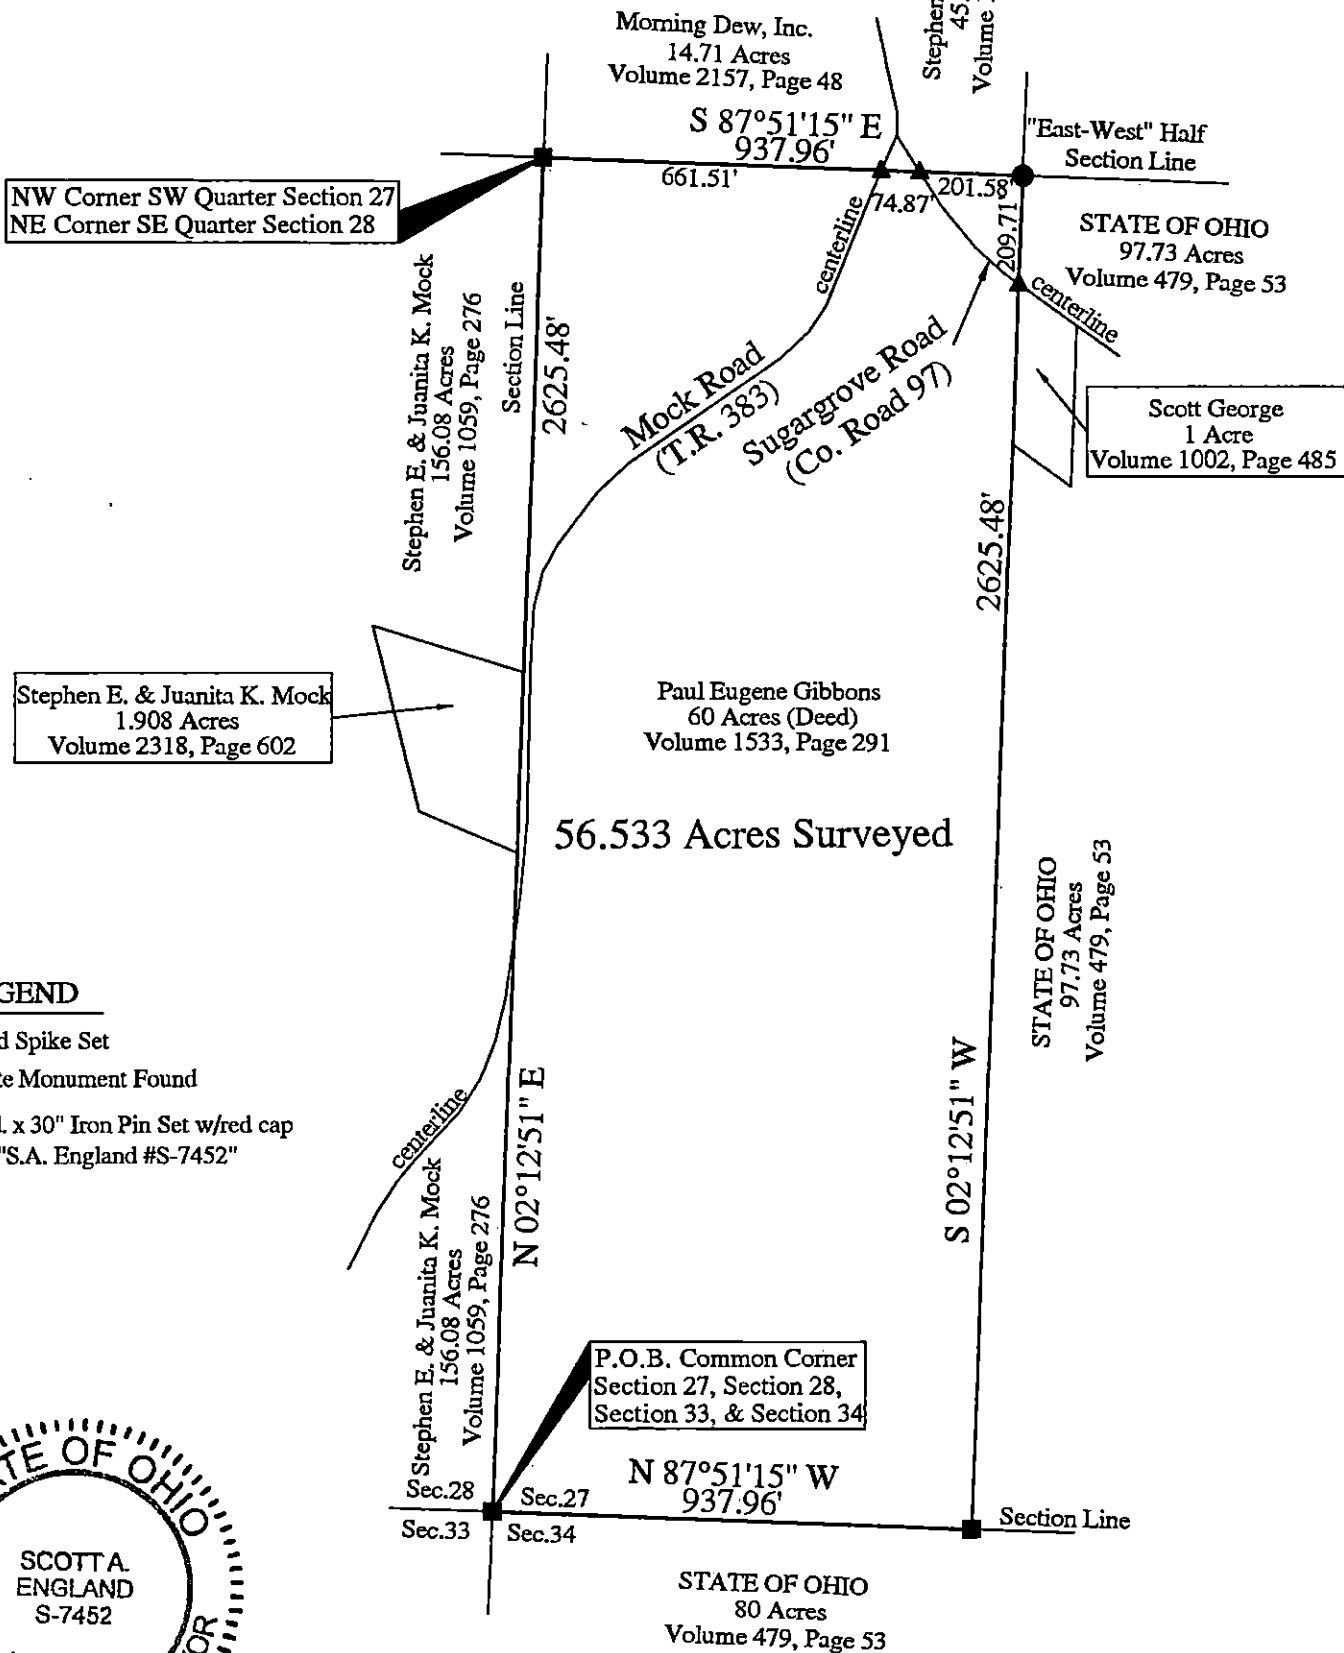 Morning Dew, Inc.
14.71 Acres
Volume 2157, Page 48
Stephen
45.
Volume
S 87°51'15" E
937.96'
"East-West" Half
Section Line
661.51'
74.87'
201.58'
209.71'
NW Corner SW Quarter Section 27
NE Corner SE Quarter Section 28
STATE OF OHIO
97.73 Acres
Volume 479, Page 53
centerline
centerline
Stephen E. & Juanita K. Mock
156.08 Acres
Volume 1059, Page 276
Section Line
2625.48'
Mock Road
(T.R. 383)
Sugargrove Road
(Co. Road 97)
Scott George
1 Acre
Volume 1002, Page 485
2625.48'
Stephen E. & Juanita K. Mock
1.908 Acres
Volume 2318, Page 602
Paul Eugene Gibbons
60 Acres (Deed)
Volume 1533, Page 291
56.533 Acres Surveyed
STATE OF OHIO
97.73 Acres
Volume 479, Page 53
GEND
d Spike Set
te Monument Found
. x 30" Iron Pin Set w/red cap
"S.A. England #S-7452"
centerline
N 02°12'51" E
S 02°12'51" W
Stephen E. & Juanita K. Mock
156.08 Acres
Volume 1059, Page 276
P.O.B. Common Corner
Section 27, Section 28,
Section 33, & Section 34
N 87°51'15" W
937.96'
Sec.28
Sec.27
Sec.33
Sec.34
Section Line
STATE OF OHIO
80 Acres
Volume 479, Page 53
TE OF OHIO
SCOTT A.
ENGLAND
S-7452
OR